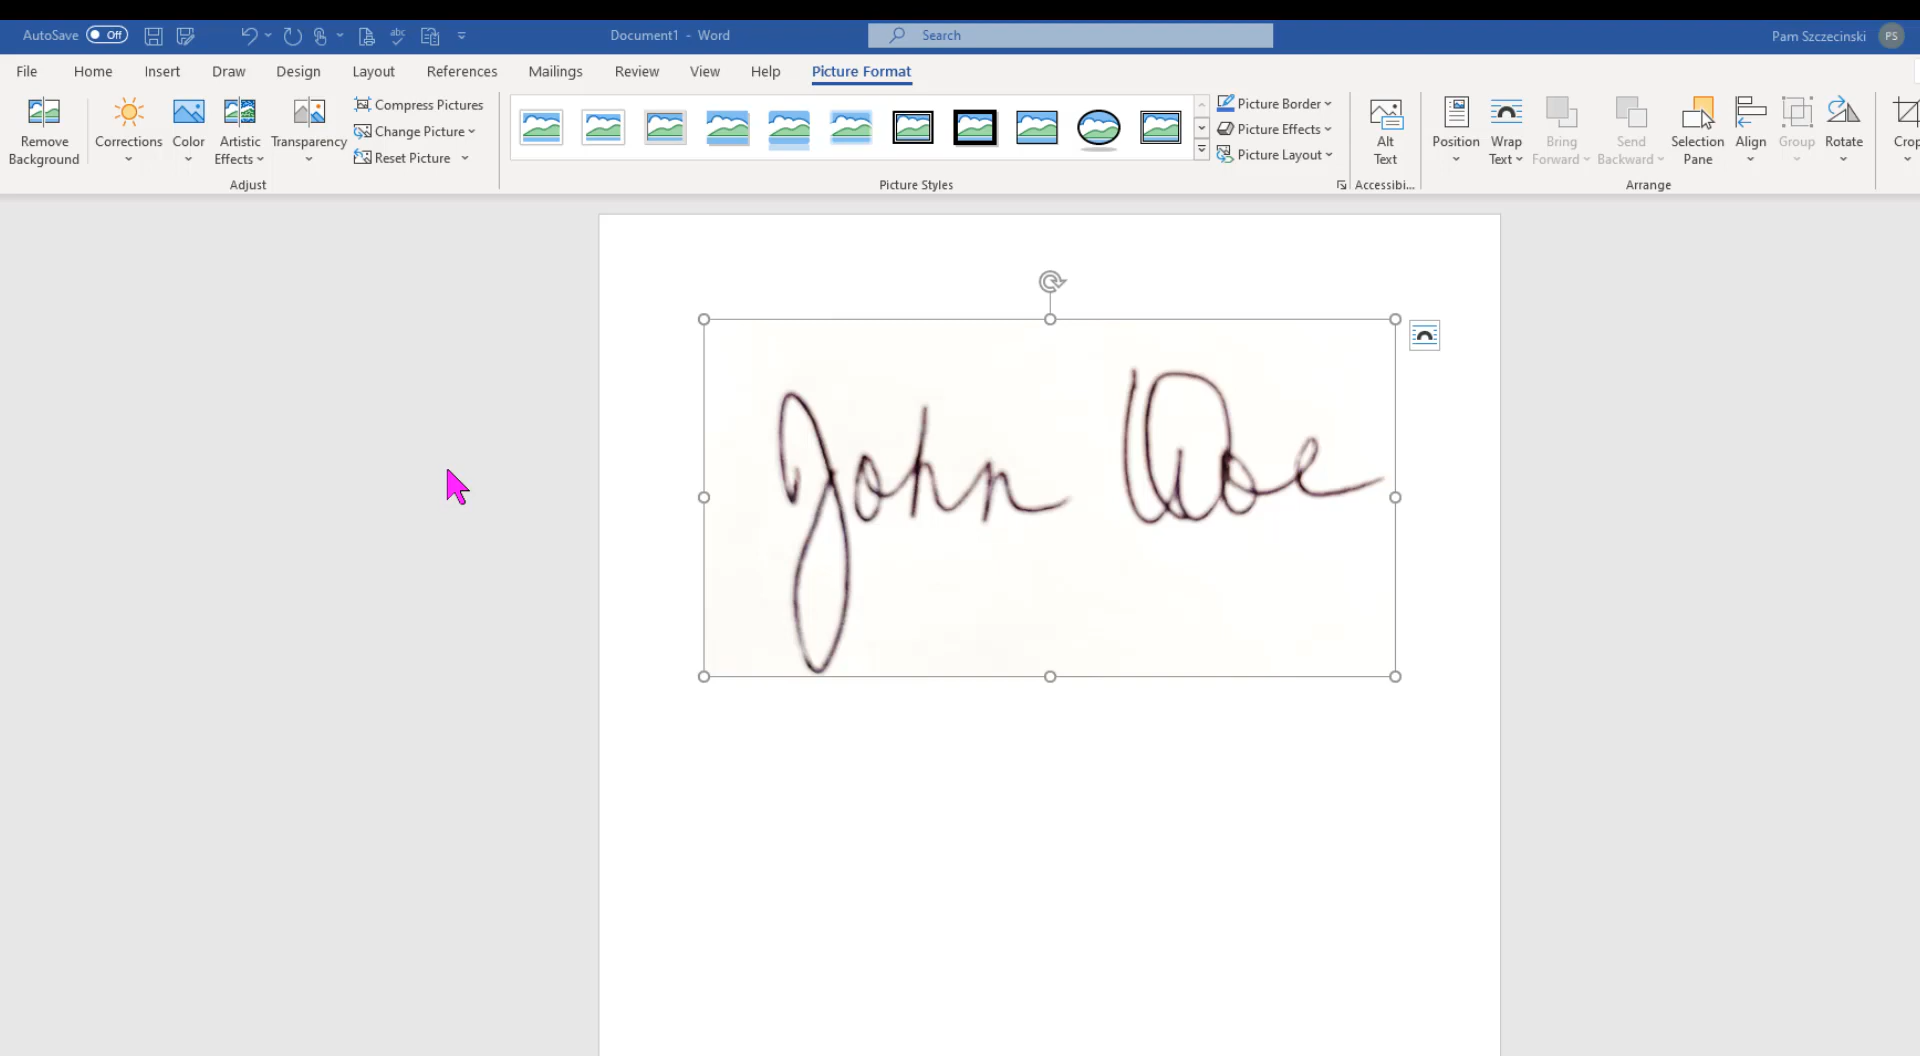 AutoSave Off abc Document1 - Word Search Pam Szczecinski PS
File Home Insert Draw Design Layout References Mailings Review View Help Picture Format
Remove Background
Corrections
Color
Artistic Effects
Transparency
Compress Pictures
Change Picture
Reset Picture
Adjust
Picture Styles
Picture Border
Picture Effects
Picture Layout
Alt Text
Accessibi...
Position
Wrap Text
Bring Forward
Send Backward
Selection Pane
Align
Group
Rotate
Crop
Arrange
John Doe